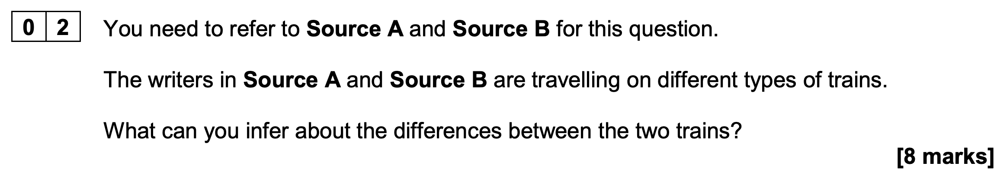 0 2 You need to refer to Source A and Source B for this question.
The writers in Source A and Source B are travelling on different types of trains.
What can you infer about the differences between the two trains?
[8 marks]